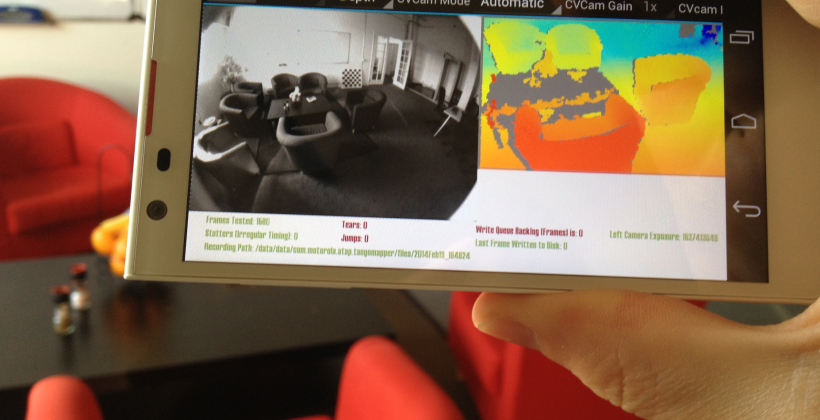 Depth CVCam Mode Automatic CVCam Gain 1x CVcam
Frames Tested: 1680
Stutters (Irregular Timing): 0
Recording Path: /data/data/com.motorola.atap.tangomapper/files/2014Feb19_164624
Tears: 0
Jumps: 0
Write Queue Backing (Frames) is: 0
Last Frame Written to Disk: 0
Left Camera Exposure: